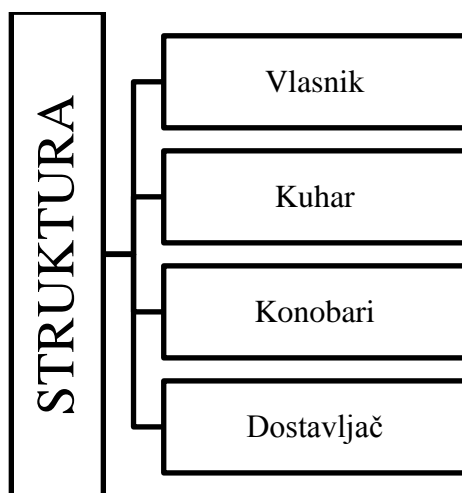 STRUKTURA
Vlasnik
Kuhar
Konobari
Dostavljač